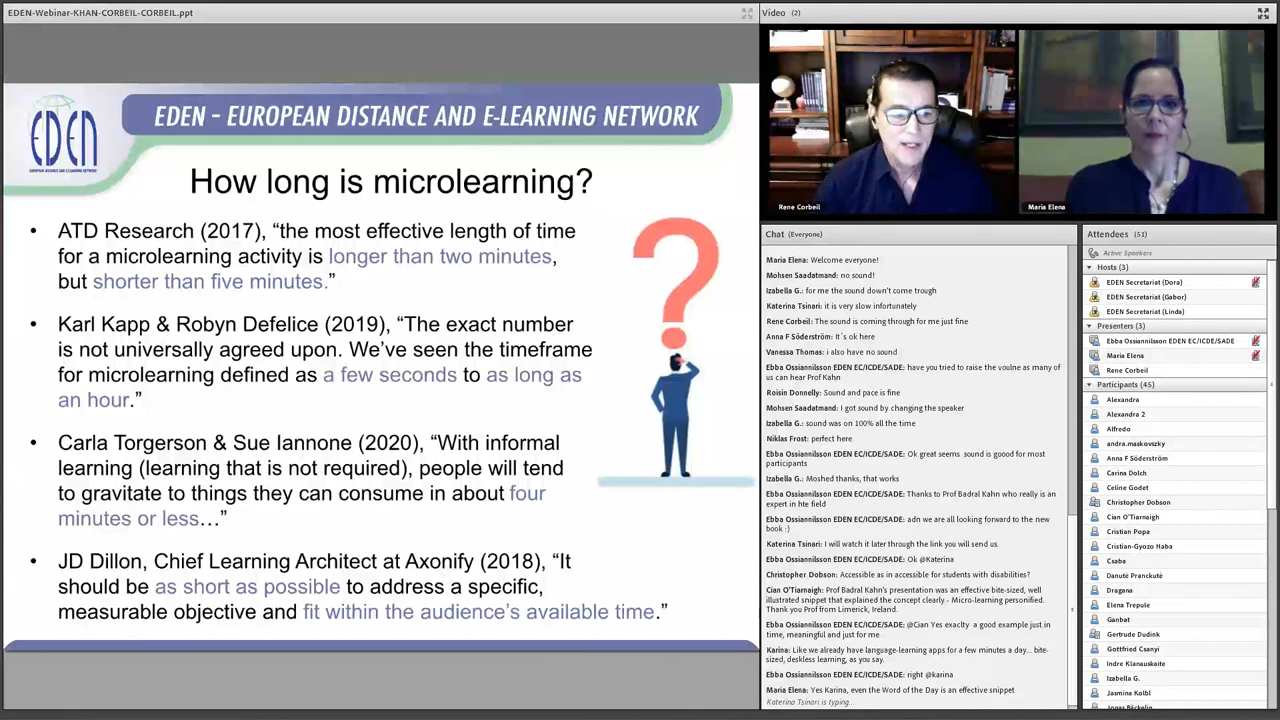 EDEN-Webinar-KHAN-CORBEIL-CORBEIL.ppt
EDEN
EUROPEAN DISTANCE AND E-LEARNING NETWORK
EDEN – EUROPEAN DISTANCE AND E-LEARNING NETWORK
How long is microlearning?
• ATD Research (2017), “the most effective length of time
for a microlearning activity is longer than two minutes,
but shorter than five minutes.”
• Karl Kapp & Robyn Defelice (2019), “The exact number
is not universally agreed upon. We’ve seen the timeframe
for microlearning defined as a few seconds to as long as
an hour.”
• Carla Torgerson & Sue Iannone (2020), “With informal
learning (learning that is not required), people will tend
to gravitate to things they can consume in about four
minutes or less…”
• JD Dillon, Chief Learning Architect at Axonify (2018), “It
should be as short as possible to address a specific,
measurable objective and fit within the audience’s available time.”
?
Video (2)
Rene Corbeil
Maria Elena
Chat (Everyone)
Maria Elena: Welcome everyone!
Mohsen Saadatmand: no sound!
Izabella G.: for me the sound down't come trough
Katerina Tsinari: it is very slow infortunately
Rene Corbeil: The sound is coming through for me just fine
Anna F Söderström: It´s ok here
Vanessa Thomas: i also have no sound
Ebba Ossiannilsson EDEN EC/ICDE/SADE: have you tried to raise the voulne as many of
us can hear Prof Kahn
Roisin Donnelly: Sound and pace is fine
Mohsen Saadatmand: I got sound by changing the speaker
Izabella G.: sound was on 100% all the time
Niklas Frost: perfect here
Ebba Ossiannilsson EDEN EC/ICDE/SADE: Ok great seems  sound is goood for most
participants
Izabella G.: Moshed thanks, that works
Ebba Ossiannilsson EDEN EC/ICDE/SADE: Thanks to Prof Badral Kahn who really is an
expert in hte field
Ebba Ossiannilsson EDEN EC/ICDE/SADE: adn we are all looking forward to the new
book :)
Katerina Tsinari: I will watch it later through the link you will send us.
Ebba Ossiannilsson EDEN EC/ICDE/SADE: Ok @Katerina
Christopher Dobson: Accessible as in accessible for students with disabilities?
Cian O'Tiarnaigh: Prof Badral Kahn's presentation was an effective bite-sized, well
illustrated snippet that explained the concept clearly - Micro-learning personified.
Thank you Prof from Limerick, Ireland.
Ebba Ossiannilsson EDEN EC/ICDE/SADE: @Cian Yes exaclty  a good example just in
time, meaningful and just for me
Karina: Like we already have language-learning apps for a few minutes a day... bite-
sized, deskless learning, as you say.
Ebba Ossiannilsson EDEN EC/ICDE/SADE: right @karina
Maria Elena: Yes Karina, even the Word of the Day is an effective snippet
Katerina Tsinari is typing...
Attendees (51)
Active Speakers
Hosts (3)
EDEN Secretariat (Dora)
EDEN Secretariat (Gabor)
EDEN Secretariat (Linda)
Presenters (3)
Ebba Ossiannilsson EDEN EC/ICDE/SADE
Maria Elena
Rene Corbeil
Participants (45)
Alexandra
Alexandra 2
Alfredo
andra.maskovszky
Anna F Söderström
Carina Dolch
Celine Godet
Christopher Dobson
Cian O'Tiarnaigh
Cristian Popa
Cristian-Gyozo Haba
Csaba
Danutė Pranckutė
Dragana
Elena Trepule
Ganbat
Gertrude Dudink
Gottfried Csanyi
Indre Klanauskaite
Izabella G.
Jasmina Kolbl